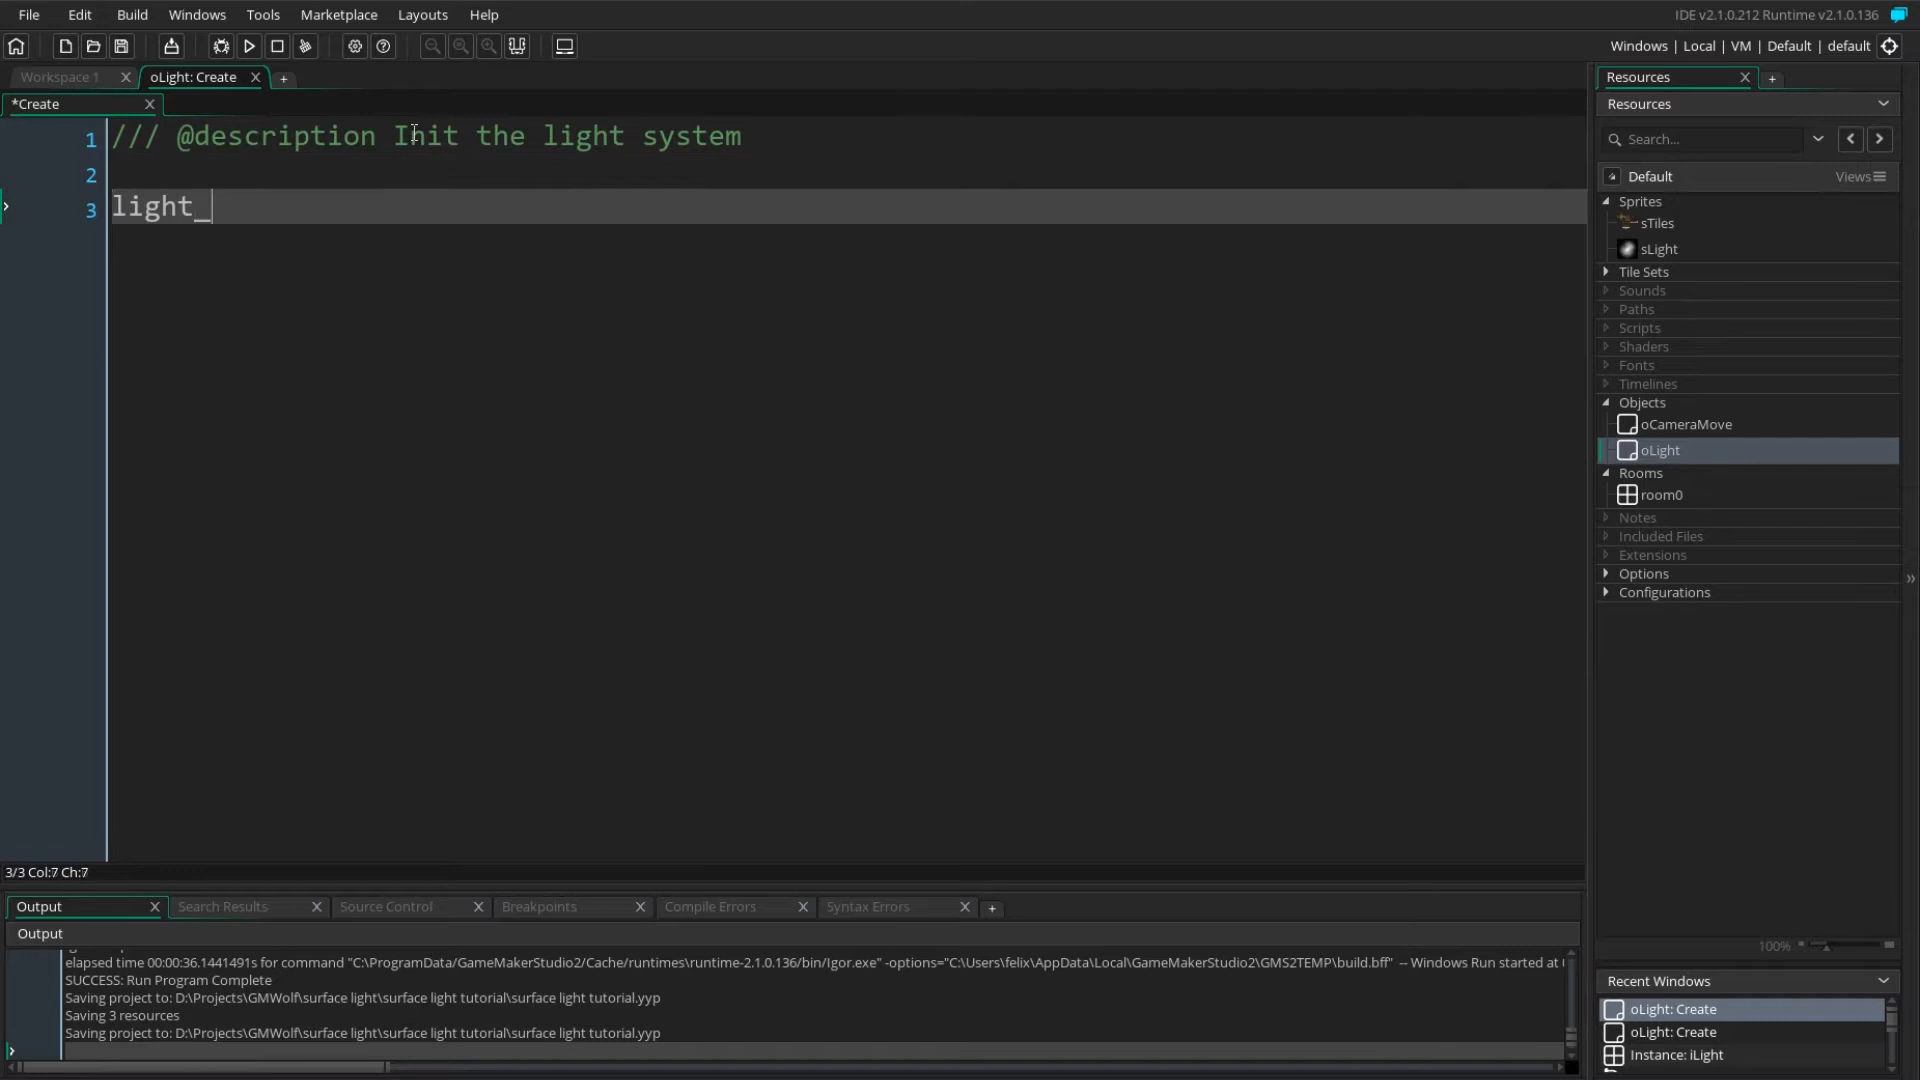 File Edit Build Windows Tools Marketplace Layouts Help
IDE v2.1.0.212 Runtime v2.1.0.136
Windows | Local | VM | Default | default
Workspace 1
oLight: Create
*Create
1 /// @description Init the light system
2
3 light_
3/3 Col:7 Ch:7
Output Search Results Source Control Breakpoints Compile Errors Syntax Errors
Output
elapsed time 00:00:36.1441491s for command "C:\ProgramData/GameMakerStudio2/Cache/runtimes\runtime-2.1.0.136/bin/Igor.exe" -options="C:\Users\felix\AppData\Local\GameMakerStudio2\GMS2TEMP\build.bff" -- Windows Run started at
SUCCESS: Run Program Complete
Saving project to: D:\Projects\GMWolf\surface light\surface light tutorial\surface light tutorial.yyp
Saving 3 resources
Saving project to: D:\Projects\GMWolf\surface light\surface light tutorial\surface light tutorial.yyp
Resources
Resources
Search...
Default Views
Sprites
sTiles
sLight
Tile Sets
Sounds
Paths
Scripts
Shaders
Fonts
Timelines
Objects
oCameraMove
oLight
Rooms
room0
Notes
Included Files
Extensions
Options
Configurations
100%
Recent Windows
oLight: Create
oLight: Create
Instance: iLight